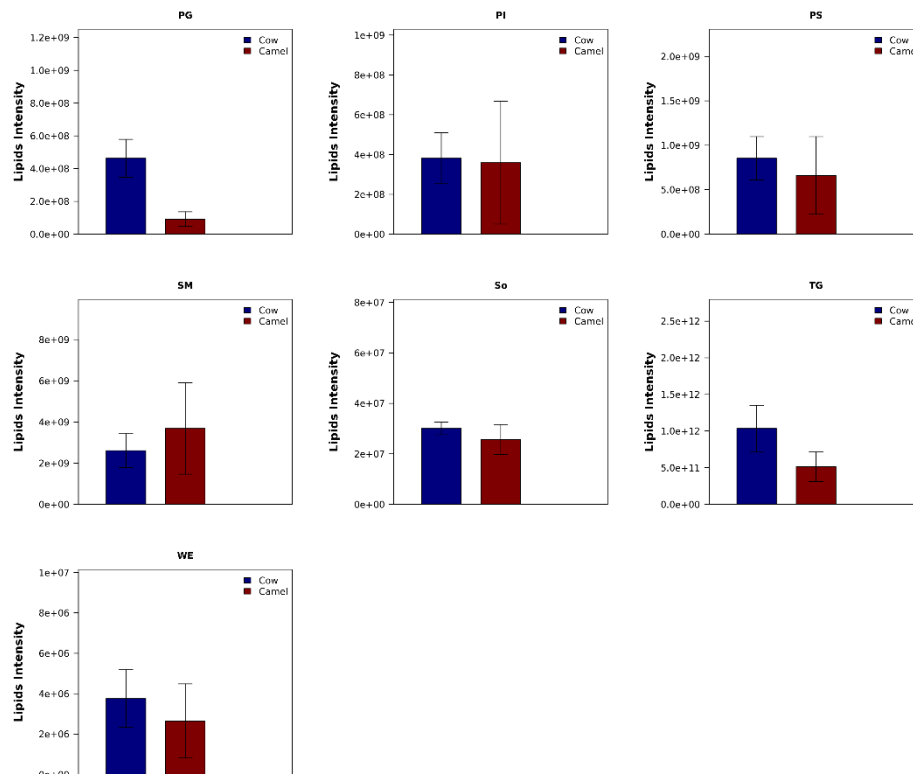 PG
1.2e+09
1.0e+09
8.0e+08
6.0e+08
4.0e+08
2.0e+08
0.0e+00
Lipids Intensity
Cow
Camel
PI
1e+09
8e+08
6e+08
4e+08
2e+08
0e+00
Lipids Intensity
Cow
Camel
PS
2.0e+09
1.5e+09
1.0e+09
5.0e+08
0.0e+00
Lipids Intensity
Cow
Came
SM
8e+09
6e+09
4e+09
2e+09
0e+00
Lipids Intensity
Cow
Camel
So
8e+07
6e+07
4e+07
2e+07
0e+00
Lipids Intensity
Cow
Camel
TG
2.5e+12
2.0e+12
1.5e+12
1.0e+12
5.0e+11
0.0e+00
Lipids Intensity
Cow
Came
WE
1e+07
8e+06
6e+06
4e+06
2e+06
0e+00
Lipids Intensity
Cow
Camel